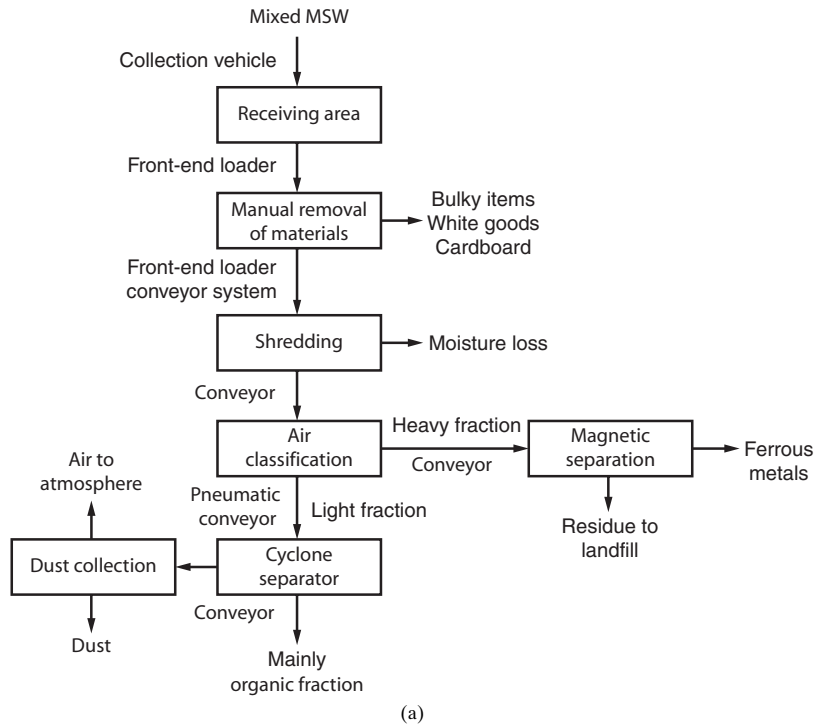 Mixed MSW
Collection vehicle
Receiving area
Front-end loader
Manual removal
of materials
Bulky items
White goods
Cardboard
Front-end loader
conveyor system
Shredding
Moisture loss
Conveyor
Air
classification
Heavy fraction
Conveyor
Magnetic
separation
Ferrous
metals
Residue to
landfill
Pneumatic
conveyor
Light fraction
Air to
atmosphere
Dust collection
Cyclone
separator
Dust
Conveyor
Mainly
organic fraction
(a)